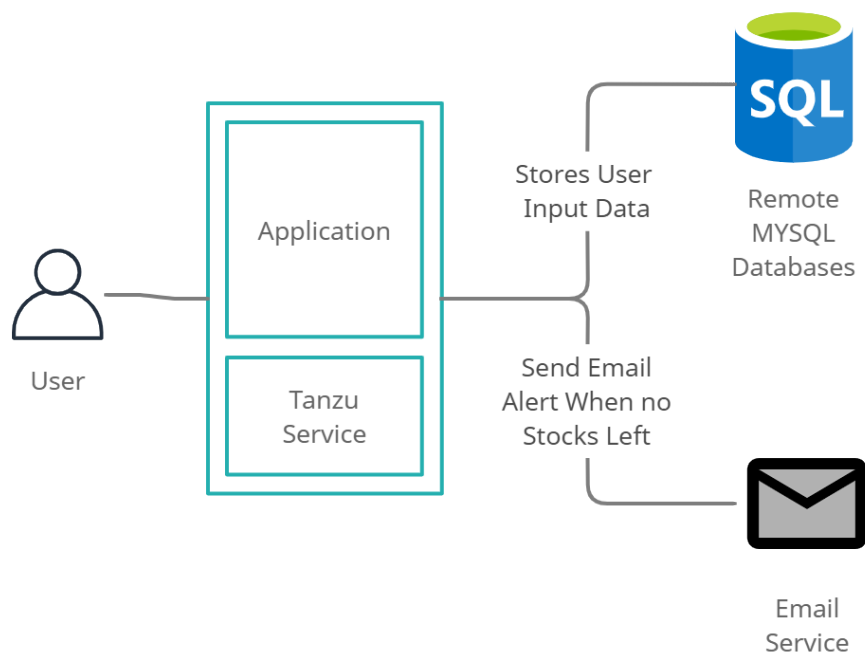 SQL
Stores User
Input Data
Remote
MYSQL
Databases
Application
User
Tanzu
Service
Send Email
Alert When no
Stocks Left
Email
Service